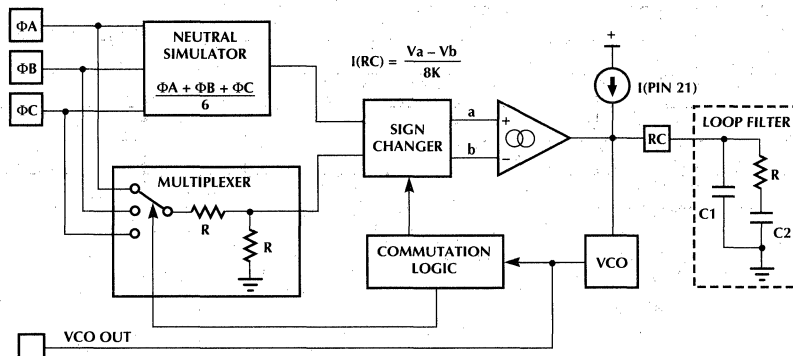 ΦA
ΦB
ΦC
NEUTRAL
SIMULATOR
ΦA + ΦB + ΦC
6
I(RC) = Va – Vb
8K
+
I(PIN 21)
SIGN
CHANGER
a
b
+
–
RC
LOOP FILTER
R
C1
C2
MULTIPLEXER
R
R
COMMUTATION
LOGIC
VCO
VCO OUT